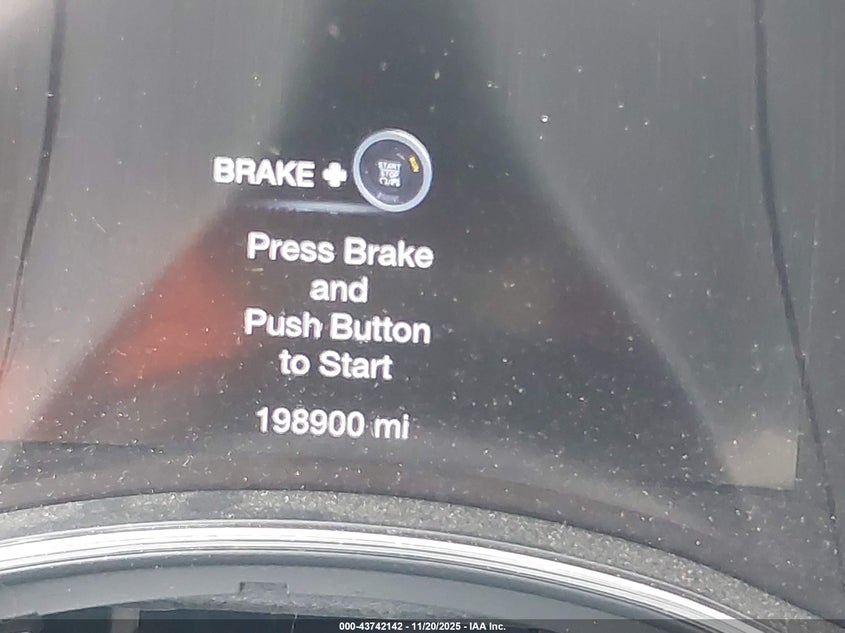 BRAKE +
START
STOP
RUN
Press Brake
and
Push Button
to Start
198900 mi
000-43742142 - 11/20/2025 - IAA Inc.